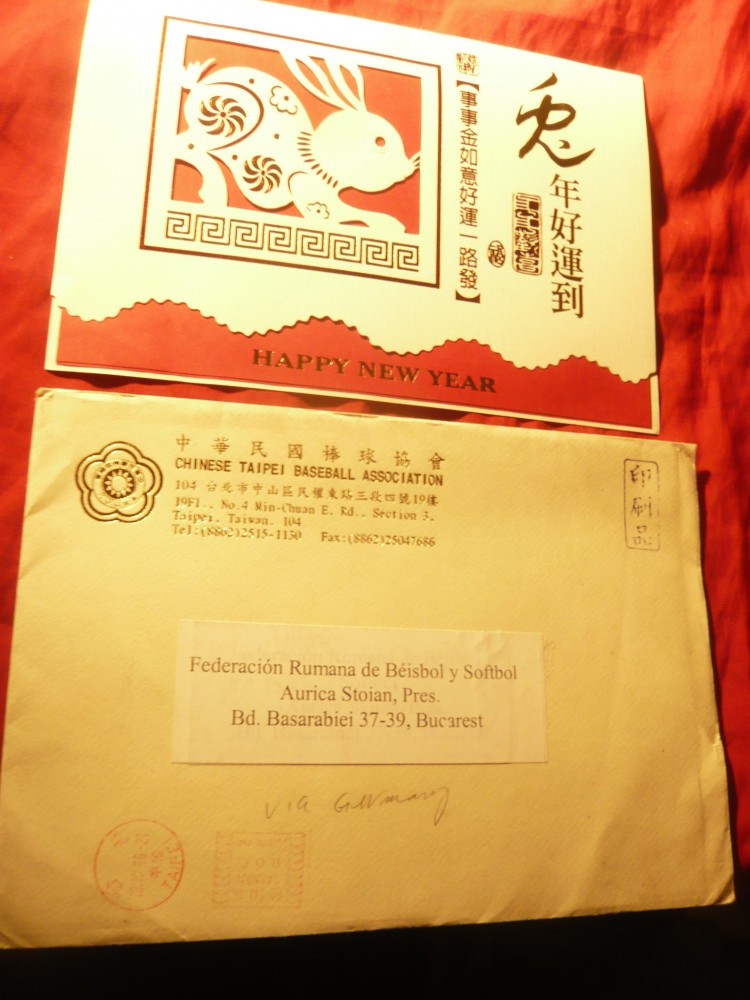 兔
年好運到
【事事金如意好運一路發】
HAPPY NEW YEAR
中華民國棒球協會
CHINESE TAIPEI BASEBALL ASSOCIATION
104 台北市中山區民權東路三段四號19樓
19Fl., No.4 Min-Chuan E. Rd., Section 3,
Taipei, Taiwan. 104
Tel:(8862)2515-1130 Fax:(8862)25047686
印刷品
Federación Rumana de Béisbol y Softbol
Aurica Stoian, Pres.
Bd. Basarabiei 37-39, Bucarest
via Germany